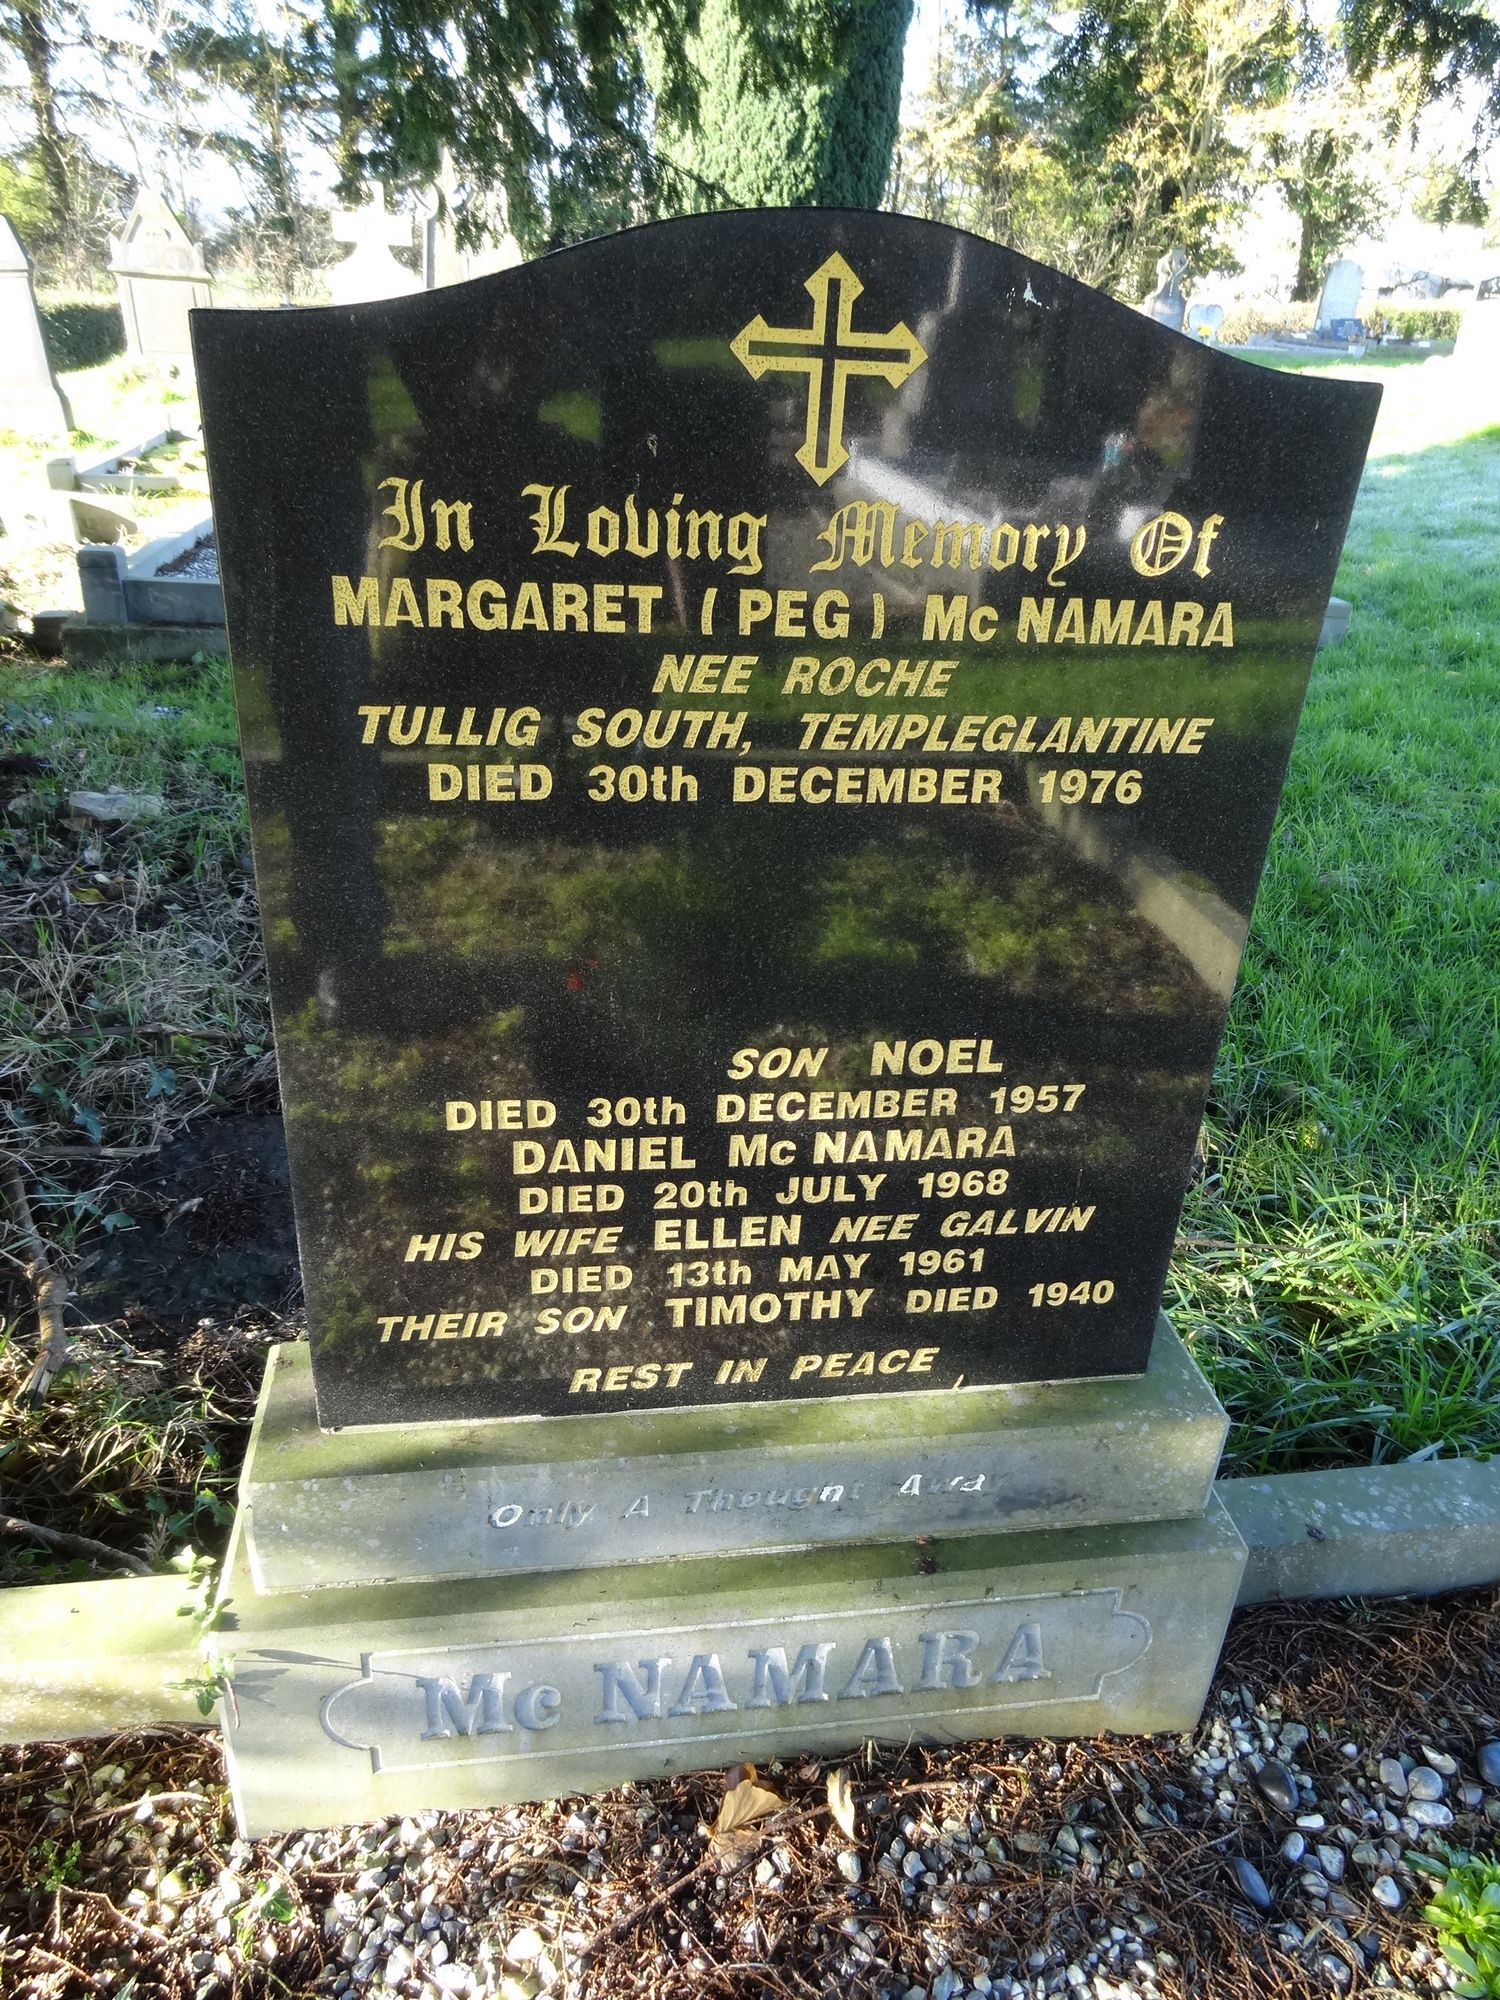 In Loving Memory Of
MARGARET (PEG) Mc NAMARA
NEE ROCHE
TULLIG SOUTH, TEMPLEGLANTINE
DIED 30th DECEMBER 1976
SON NOEL
DIED 30th DECEMBER 1957
DANIEL Mc NAMARA
DIED 20th JULY 1968
HIS WIFE ELLEN NEE GALVIN
DIED 13th MAY 1961
THEIR SON TIMOTHY DIED 1940
REST IN PEACE
Only A Thought Away
Mc NAMARA